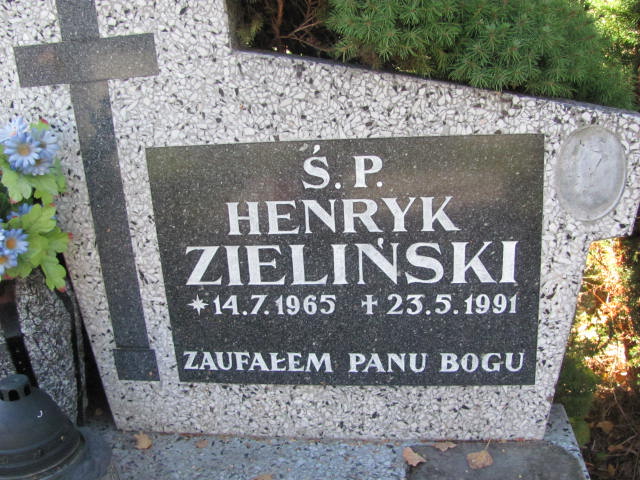 Ś. P.
HENRYK
ZIELIŃSKI
* 14.7.1965 ✝ 23.5.1991
ZAUFAŁEM PANU BOGU